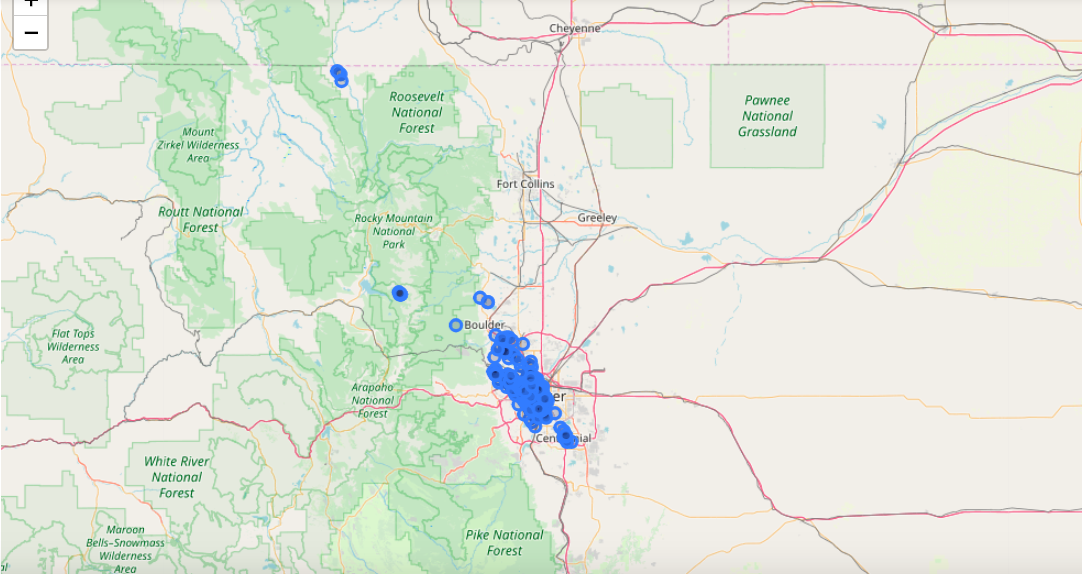 +
−
Cheyenne
Roosevelt
National
Forest
Pawnee
National
Grassland
Mount
Zirkel Wilderness
Area
Fort Collins
Routt National
Forest
Rocky Mountain
National
Park
Greeley
Boulder
Flat Tops
Wilderness
Area
Arapaho
National
Forest
er
Centennial
White River
National
Forest
Maroon
Bells-Snowmass
Wilderness
Area
Pike National
Forest
al